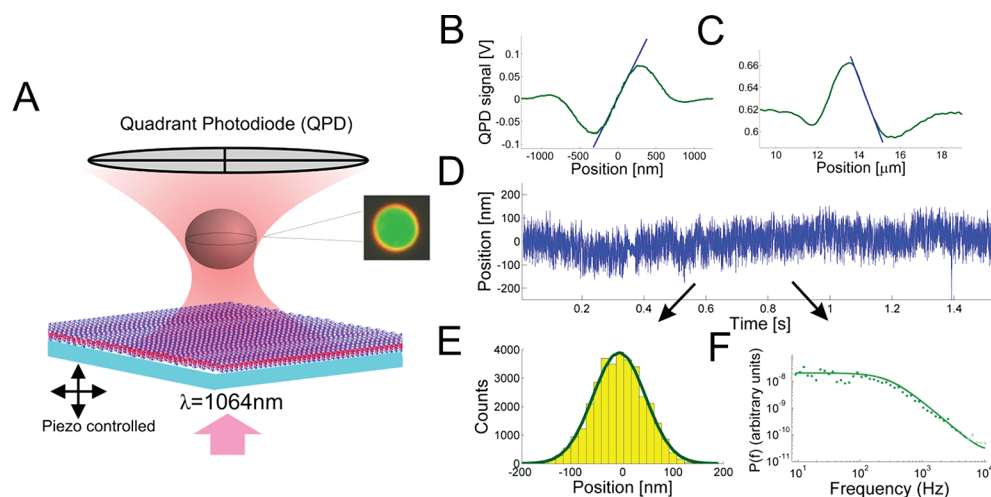 A
Quadrant Photodiode (QPD)
λ=1064nm
Piezo controlled
B
QPD signal [V]
0.1
0.05
0
-0.05
-0.1
-1000 -500 0 500 1000
Position [nm]
C
0.66
0.64
0.62
0.6
10 12 14 16 18
Position [μm]
D
Position [nm]
200
100
0
-100
-200
0.2 0.4 0.6 0.8 1 1.2 1.4
Time [s]
E
Counts
4000
3000
2000
1000
0
-200 -100 0 100 200
Position [nm]
F
P(f) (arbitrary units)
10⁻⁸
10⁻⁹
10⁻¹⁰
10⁻¹¹
10¹ 10² 10³ 10⁴
Frequency (Hz)